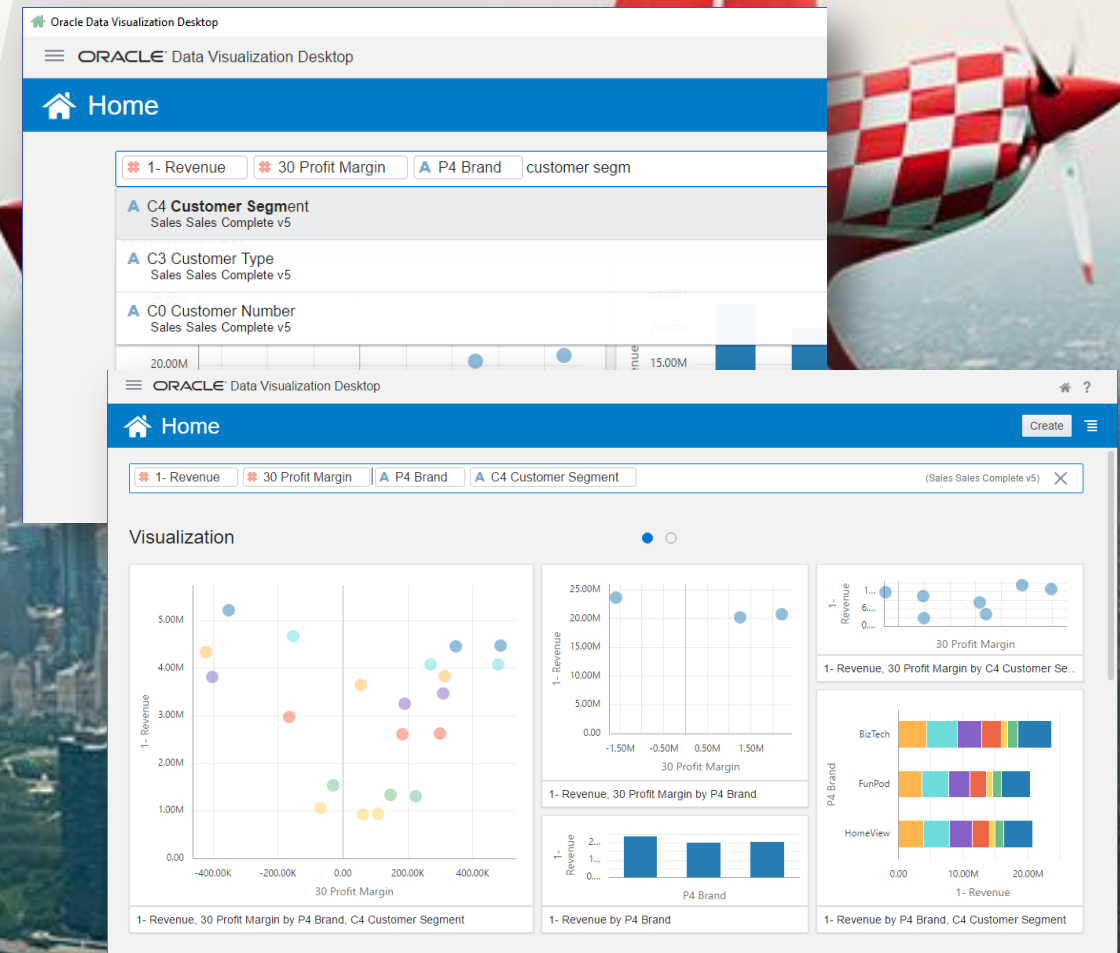 Oracle Data Visualization Desktop
ORACLE Data Visualization Desktop
Home
# 1- Revenue # 30 Profit Margin A P4 Brand customer segm
A C4 Customer Segment
Sales Sales Complete v5
A C3 Customer Type
Sales Sales Complete v5
A C0 Customer Number
Sales Sales Complete v5
20.00M
15.00M
ORACLE Data Visualization Desktop ?
Home
Create
# 1- Revenue # 30 Profit Margin A P4 Brand A C4 Customer Segment (Sales Sales Complete v5)
Visualization
1- Revenue
5.00M
4.00M
3.00M
2.00M
1.00M
0.00
-400.00K -200.00K 0.00 200.00K 400.00K
30 Profit Margin
1- Revenue, 30 Profit Margin by P4 Brand, C4 Customer Segment
1- Revenue
25.00M
20.00M
15.00M
10.00M
5.00M
0.00
-1.50M -0.50M 0.50M 1.50M
30 Profit Margin
1- Revenue, 30 Profit Margin by P4 Brand
1- Revenue
2...
1...
0....
P4 Brand
1- Revenue by P4 Brand
1- Revenue
1...
6....
0....
30 Profit Margin
1- Revenue, 30 Profit Margin by C4 Customer Se...
P4 Brand
BizTech
FunPod
HomeView
0.00 10.00M 20.00M
1- Revenue
1- Revenue by P4 Brand, C4 Customer Segment